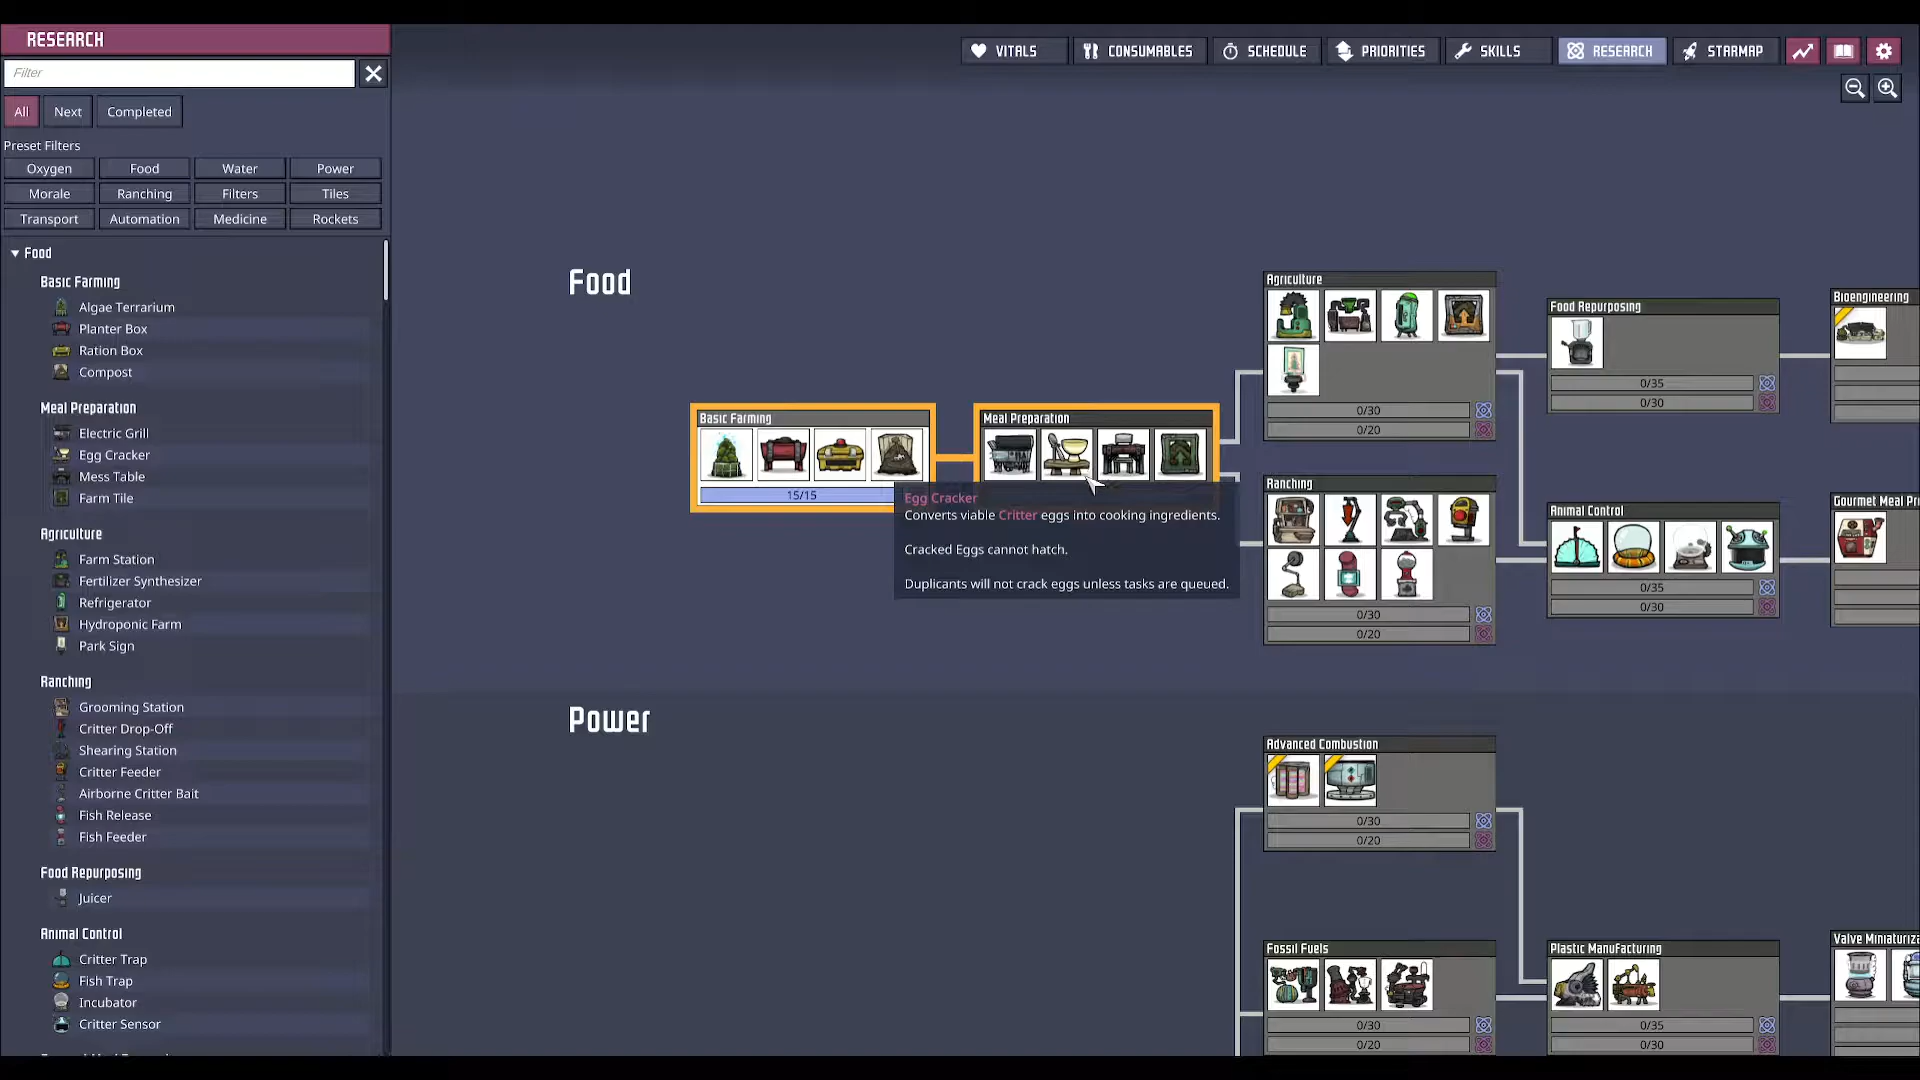 RESEARCH
VITALS
CONSUMABLES
SCHEDULE
PRIORITIES
SKILLS
RESEARCH
STARMAP
Filter
All
Next
Completed
Preset Filters
Oxygen
Food
Water
Power
Morale
Ranching
Filters
Tiles
Transport
Automation
Medicine
Rockets
Food
Basic Farming
Algae Terrarium
Planter Box
Ration Box
Compost
Meal Preparation
Electric Grill
Egg Cracker
Mess Table
Farm Tile
Agriculture
Farm Station
Fertilizer Synthesizer
Refrigerator
Hydroponic Farm
Park Sign
Ranching
Grooming Station
Critter Drop-Off
Shearing Station
Critter Feeder
Airborne Critter Bait
Fish Release
Fish Feeder
Food Repurposing
Juicer
Animal Control
Critter Trap
Fish Trap
Incubator
Critter Sensor
Food
Basic Farming
15/15
Meal Preparation
Egg Cracker
Converts viable Critter eggs into cooking ingredients.
Cracked Eggs cannot hatch.
Duplicants will not crack eggs unless tasks are queued.
Agriculture
0/30
0/20
Food Repurposing
0/35
0/30
Bioengineering
Ranching
0/30
0/20
Animal Control
0/35
0/30
Gourmet Meal Pr
Power
Advanced Combustion
0/30
0/20
Fossil Fuels
0/30
0/20
Plastic Manufacturing
0/35
0/30
Valve Miniaturiza